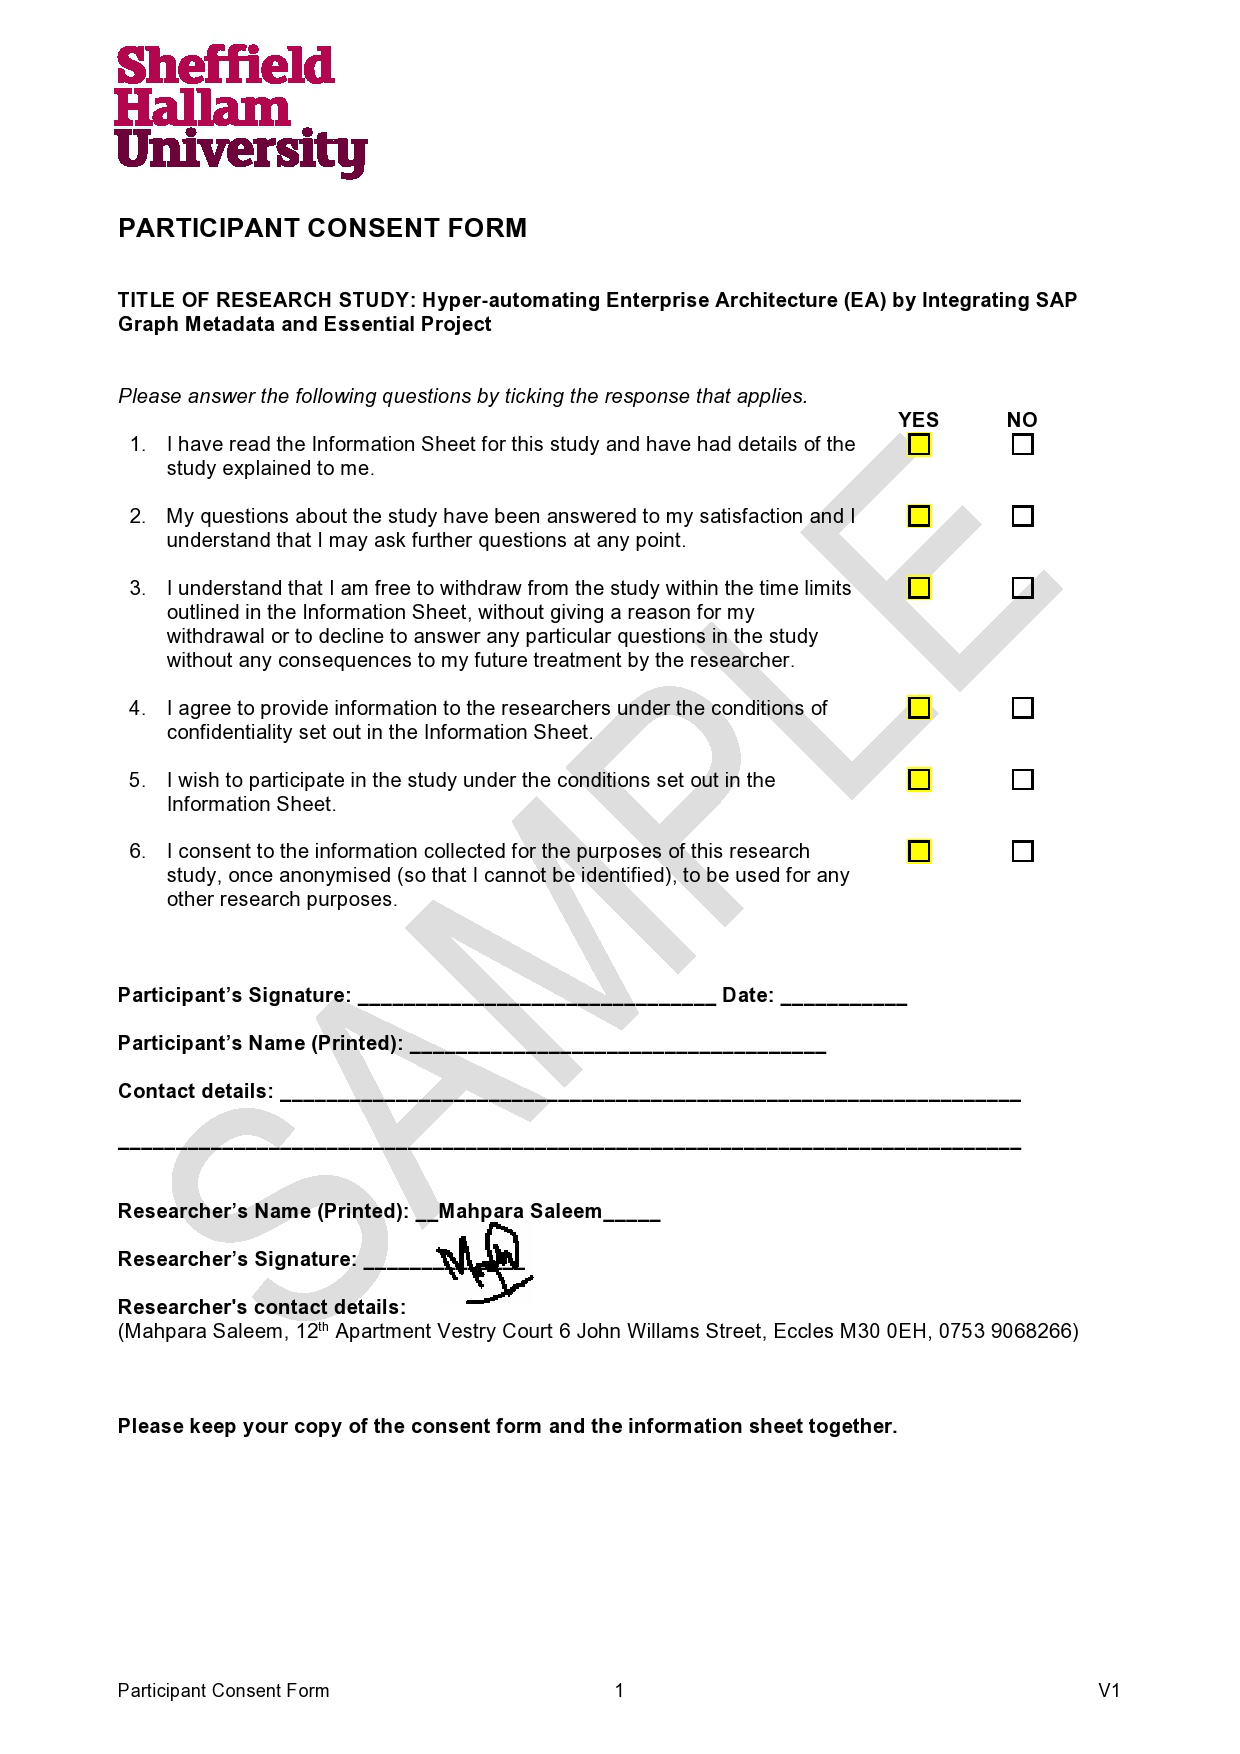 Sheffield
Hallam
University
PARTICIPANT CONSENT FORM
TITLE OF RESEARCH STUDY: Hyper-automating Enterprise Architecture (EA) by Integrating SAP
Graph Metadata and Essential Project
Please answer the following questions by ticking the response that applies.
YES NO
1. I have read the Information Sheet for this study and have had details of the
study explained to me.
2. My questions about the study have been answered to my satisfaction and I
understand that I may ask further questions at any point.
3. I understand that I am free to withdraw from the study within the time limits
outlined in the Information Sheet, without giving a reason for my
withdrawal or to decline to answer any particular questions in the study
without any consequences to my future treatment by the researcher.
4. I agree to provide information to the researchers under the conditions of
confidentiality set out in the Information Sheet.
5. I wish to participate in the study under the conditions set out in the
Information Sheet.
6. I consent to the information collected for the purposes of this research
study, once anonymised (so that I cannot be identified), to be used for any
other research purposes.
SAMPLE
Participant’s Signature: _______________________________ Date: ___________
Participant’s Name (Printed): ____________________________________
Contact details: ________________________________________________________________
______________________________________________________________________________
Researcher’s Name (Printed): __Mahpara Saleem_____
Researcher’s Signature: ______________
Researcher's contact details:
(Mahpara Saleem, 12th Apartment Vestry Court 6 John Willams Street, Eccles M30 0EH, 0753 9068266)
Please keep your copy of the consent form and the information sheet together.
Participant Consent Form 1 V1